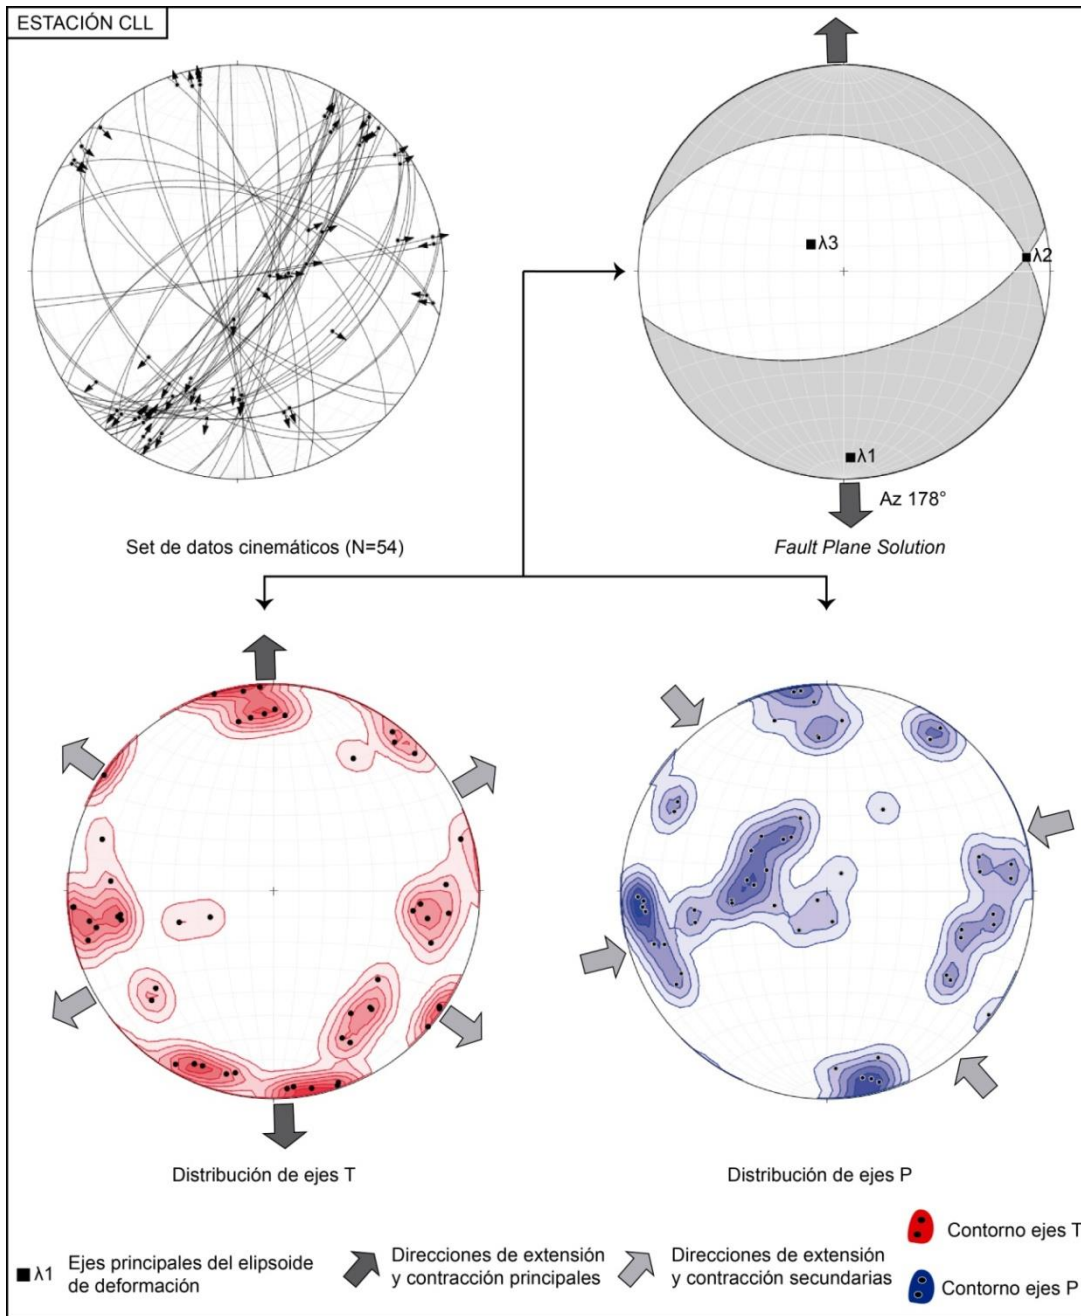 ESTACIÓN CLL
λ3
λ2
λ1
Az 178°
Set de datos cinemáticos (N=54)
Fault Plane Solution
Distribución de ejes T
Distribución de ejes P
λ1
Ejes principales del elipsoide
de deformación
Direcciones de extensión
y contracción principales
Direcciones de extensión
y contracción secundarias
Contorno ejes T
Contorno ejes P